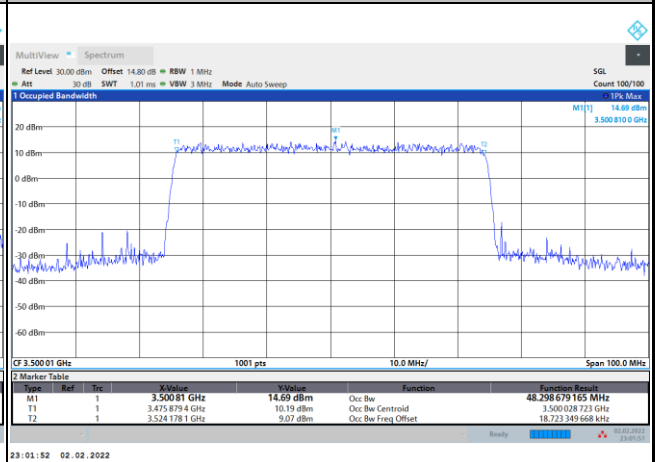 MultiView Spectrum
Ref Level 30.00 dBm Offset 14.80 dB RBW 1 MHz SGL
Att 30 dB SWT 1.01 ms VBW 3 MHz Mode Auto Sweep Count 100/100
1 Occupied Bandwidth 1Pk Max
M1[1] 14.69 dBm
3.500 810 0 GHz
M1
T1
T2
20 dBm
10 dBm
0 dBm
-10 dBm
-20 dBm
-30 dBm
-40 dBm
-50 dBm
-60 dBm
CF 3.500 01 GHz 1001 pts 10.0 MHz/ Span 100.0 MHz
2 Marker Table
Type Ref Trc X-Value Y-Value Function Function Result
M1 1 3.500 81 GHz 14.69 dBm Occ Bw 48.298 679 165 MHz
T1 1 3.475 879 4 GHz 10.19 dBm Occ Bw Centroid 3.500 028 723 GHz
T2 1 3.524 178 1 GHz 9.07 dBm Occ Bw Freq Offset 18.723 349 668 kHz
Ready 02.02.2022
23:01:51
23:01:52 02.02.2022